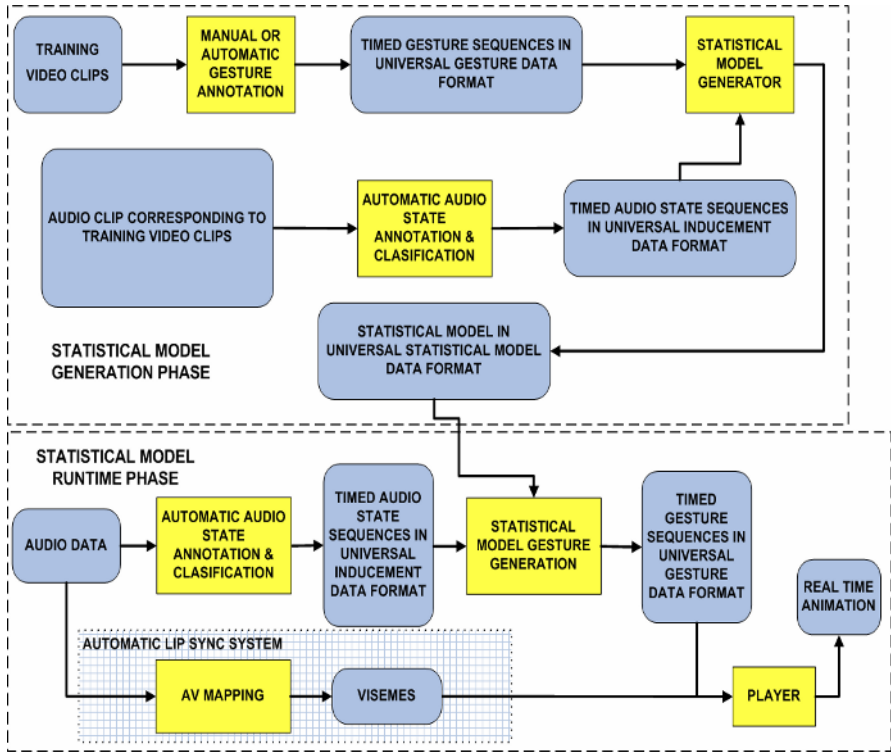 TRAINING
VIDEO CLIPS
MANUAL OR
AUTOMATIC
GESTURE
ANNOTATION
TIMED GESTURE SEQUENCES IN
UNIVERSAL GESTURE DATA
FORMAT
STATISTICAL
MODEL
GENERATOR
AUDIO CLIP CORRESPONDING TO
TRAINING VIDEO CLIPS
AUTOMATIC AUDIO
STATE
ANNOTATION &
CLASIFICATION
TIMED AUDIO STATE SEQUENCES
IN UNIVERSAL INDUCEMENT
DATA FORMAT
STATISTICAL MODEL IN
UNIVERSAL STATISTICAL MODEL
DATA FORMAT
STATISTICAL MODEL
GENERATION PHASE
STATISTICAL MODEL
RUNTIME PHASE
AUDIO DATA
AUTOMATIC AUDIO
STATE
ANNOTATION &
CLASIFICATION
TIMED AUDIO
STATE
SEQUENCES IN
UNIVERSAL
INDUCEMENT
DATA FORMAT
STATISTICAL
MODEL GESTURE
GENERATION
TIMED
GESTURE
SEQUENCES IN
UNIVERSAL
GESTURE
DATA FORMAT
REAL TIME
ANIMATION
AUTOMATIC LIP SYNC SYSTEM
AV MAPPING
VISEMES
PLAYER